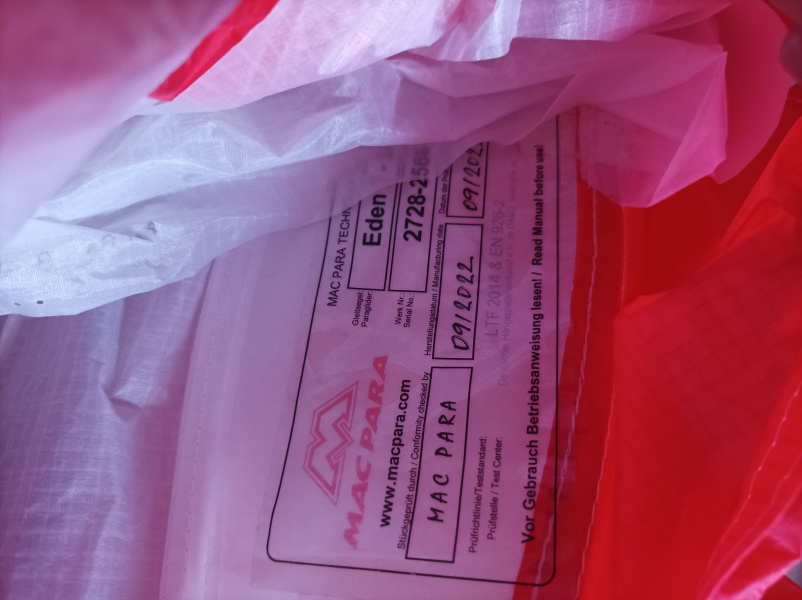 MAC PARA
www.macpara.com
MAC PARA
Gleitsegel:
Paraglider:
Eden
Werk Nr.
Serial No.
2728-
Stückgeprüft durch / Conformity checked by
MAC PARA
Herstellungsdatum / Manufacturing date
09/2022
Datum der
09/202
Prüfrichtlinie/Teststandard:
LTF 2014 & EN 926-2
Prüfstelle / Test Center:
Vor Gebrauch Betriebsanweisung lesen! / Read Manual before use!